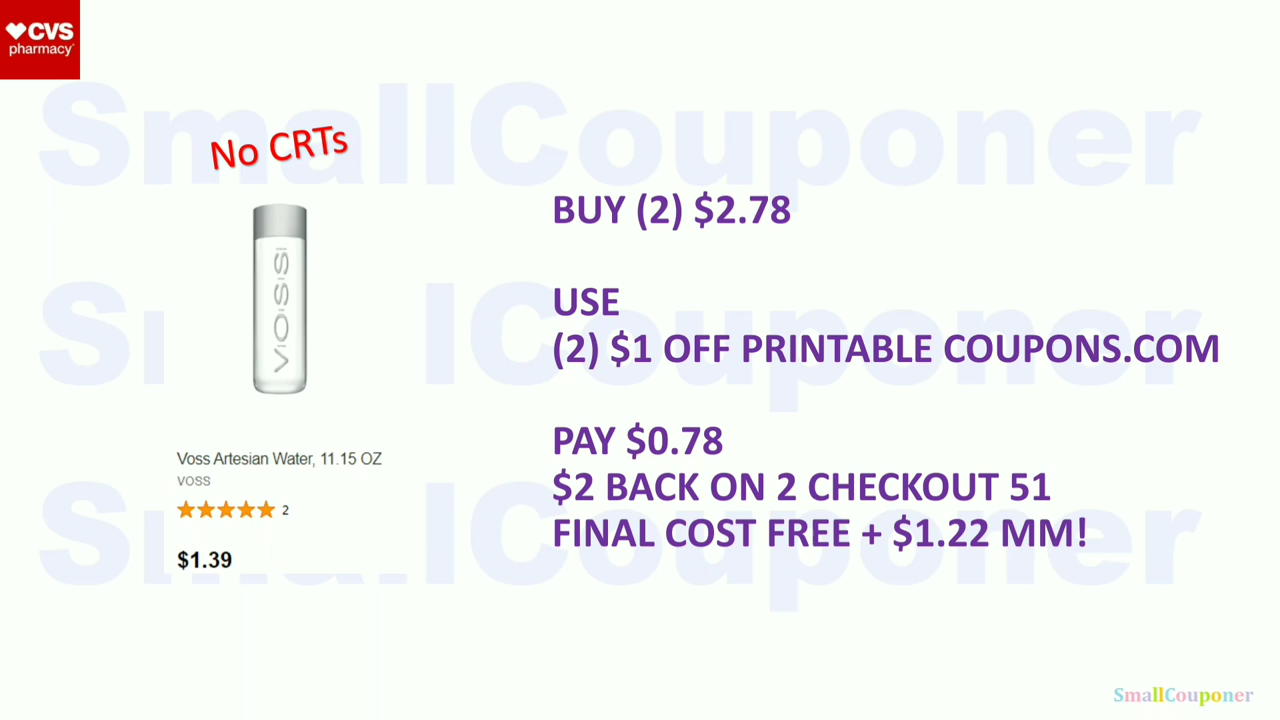 CVS
pharmacy
SmallCouponer
No CRTs
BUY (2) $2.78
VOSS
SmallCouponer
USE
(2) $1 OFF PRINTABLE COUPONS.COM
PAY $0.78
$2 BACK ON 2 CHECKOUT 51
FINAL COST FREE + $1.22 MM!
Voss Artesian Water, 11.15 OZ
VOSS
2
$1.39
SmallCouponer
SmallCouponer